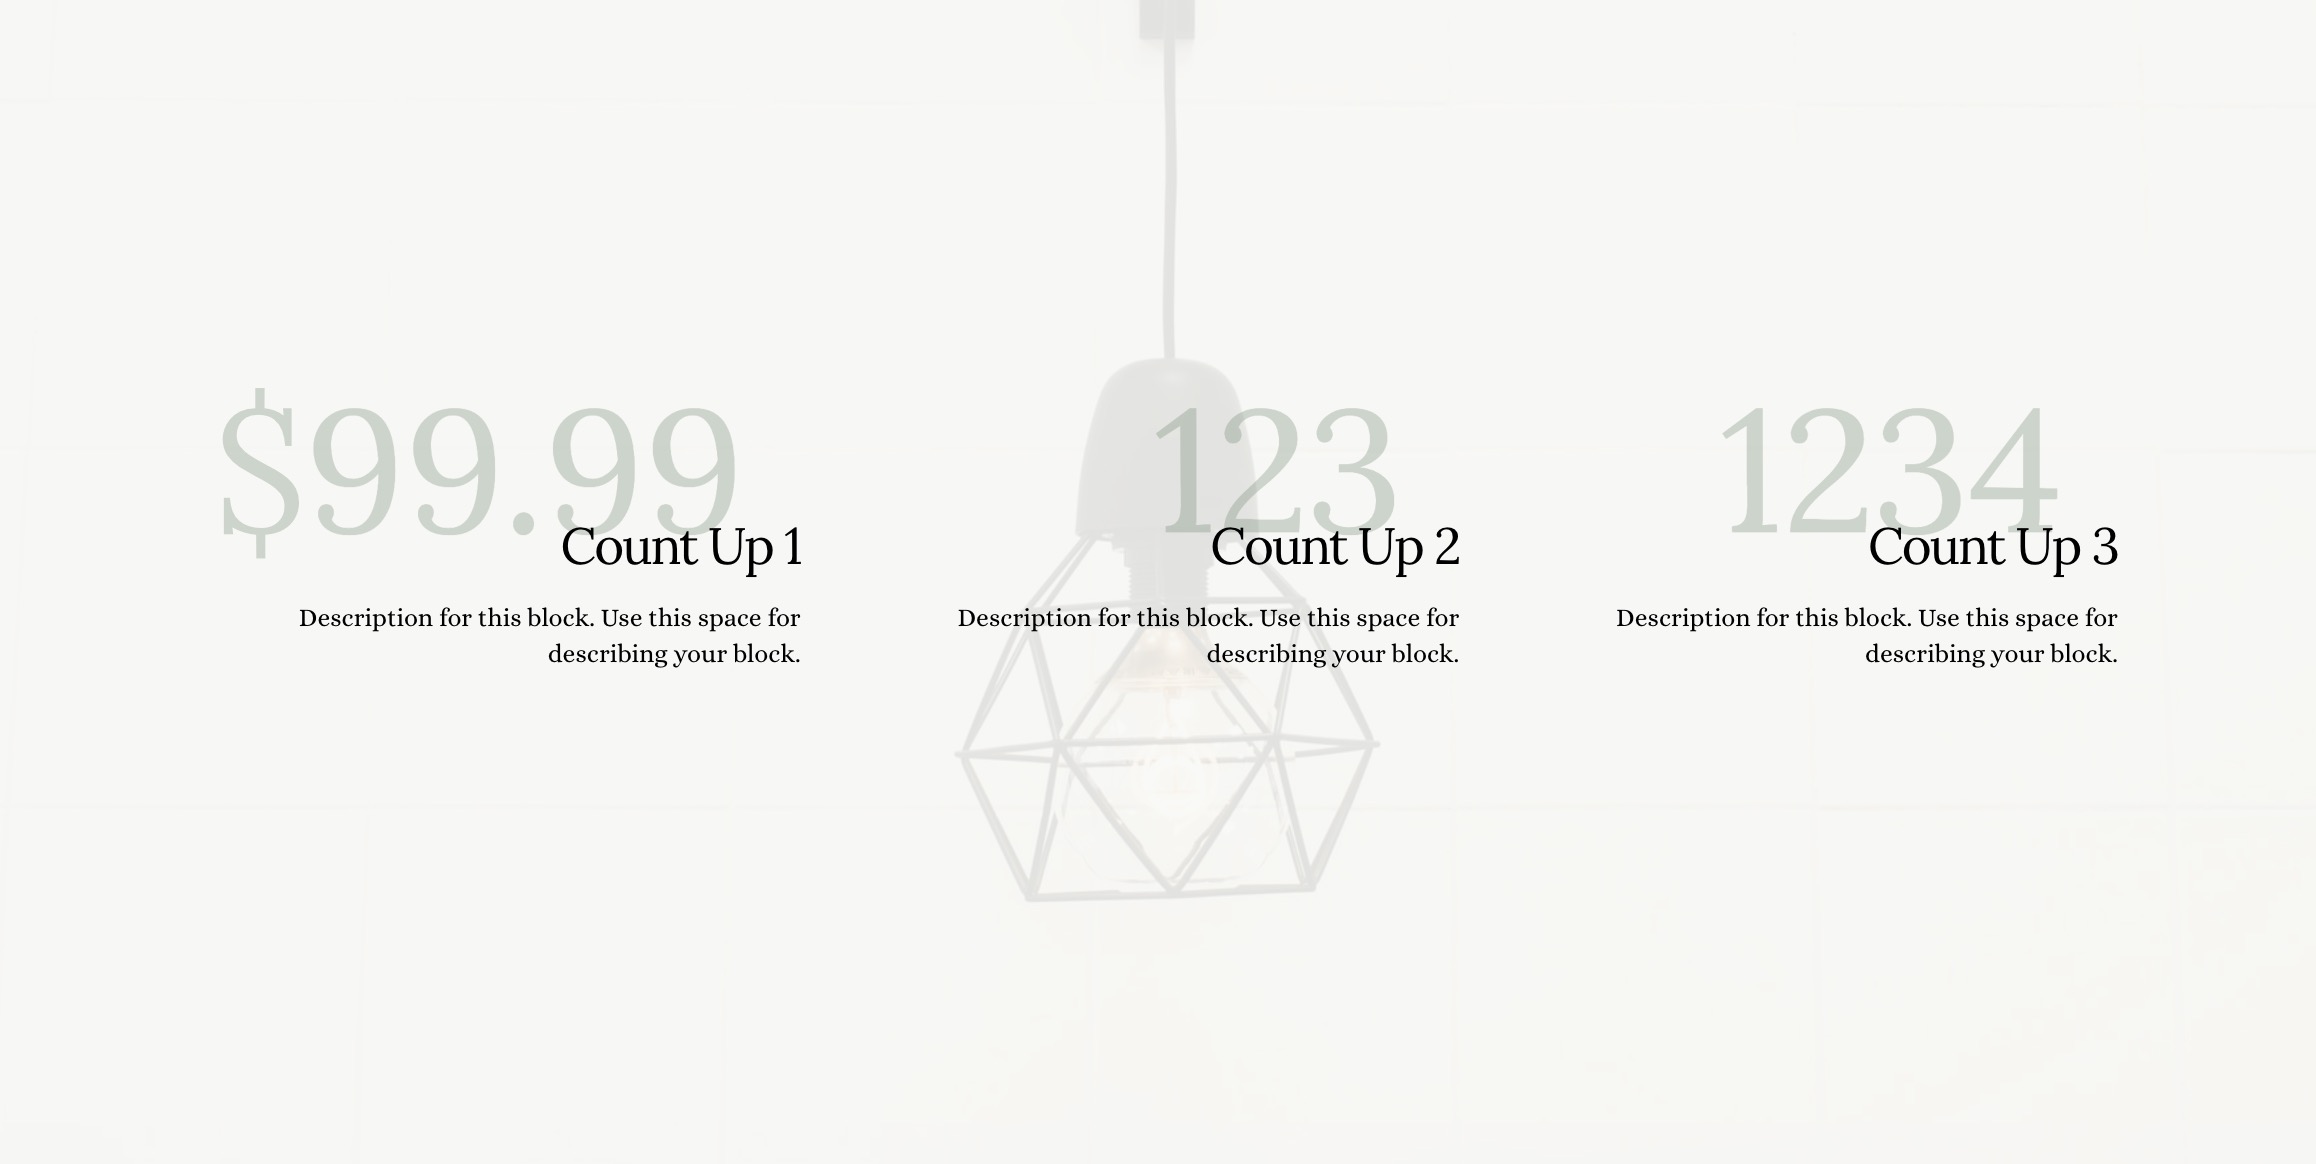 $99.99
Count Up 1
Description for this block. Use this space for
describing your block.
123
Count Up 2
Description for this block. Use this space for
describing your block.
1234
Count Up 3
Description for this block. Use this space for
describing your block.